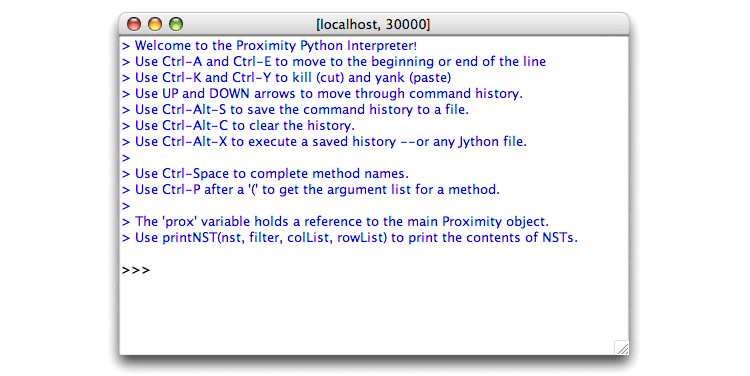 [localhost, 30000]
> Welcome to the Proximity Python Interpreter!
> Use Ctrl-A and Ctrl-E to move to the beginning or end of the line
> Use Ctrl-K and Ctrl-Y to kill (cut) and yank (paste)
> Use UP and DOWN arrows to move through command history.
> Use Ctrl-Alt-S to save the command history to a file.
> Use Ctrl-Alt-C to clear the history.
> Use Ctrl-Alt-X to execute a saved history --or any Jython file.
>
> Use Ctrl-Space to complete method names.
> Use Ctrl-P after a '(' to get the argument list for a method.
>
> The 'prox' variable holds a reference to the main Proximity object.
> Use printNST(nst, filter, colList, rowList) to print the contents of NSTs.
>>>